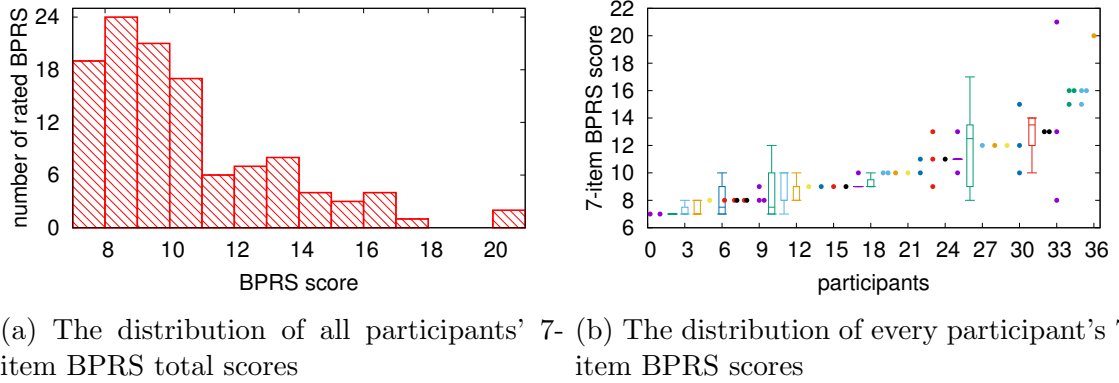 24
18
12
6
0
number of rated BPRS
8 10 12 14 16 18 20
BPRS score
22
20
18
16
14
12
10
8
6
7-item BPRS score
0 3 6 9 12 15 18 21 24 27 30 33 36
participants
(a) The distribution of all participants' 7-
item BPRS total scores
(b) The distribution of every participant's 7
item BPRS scores